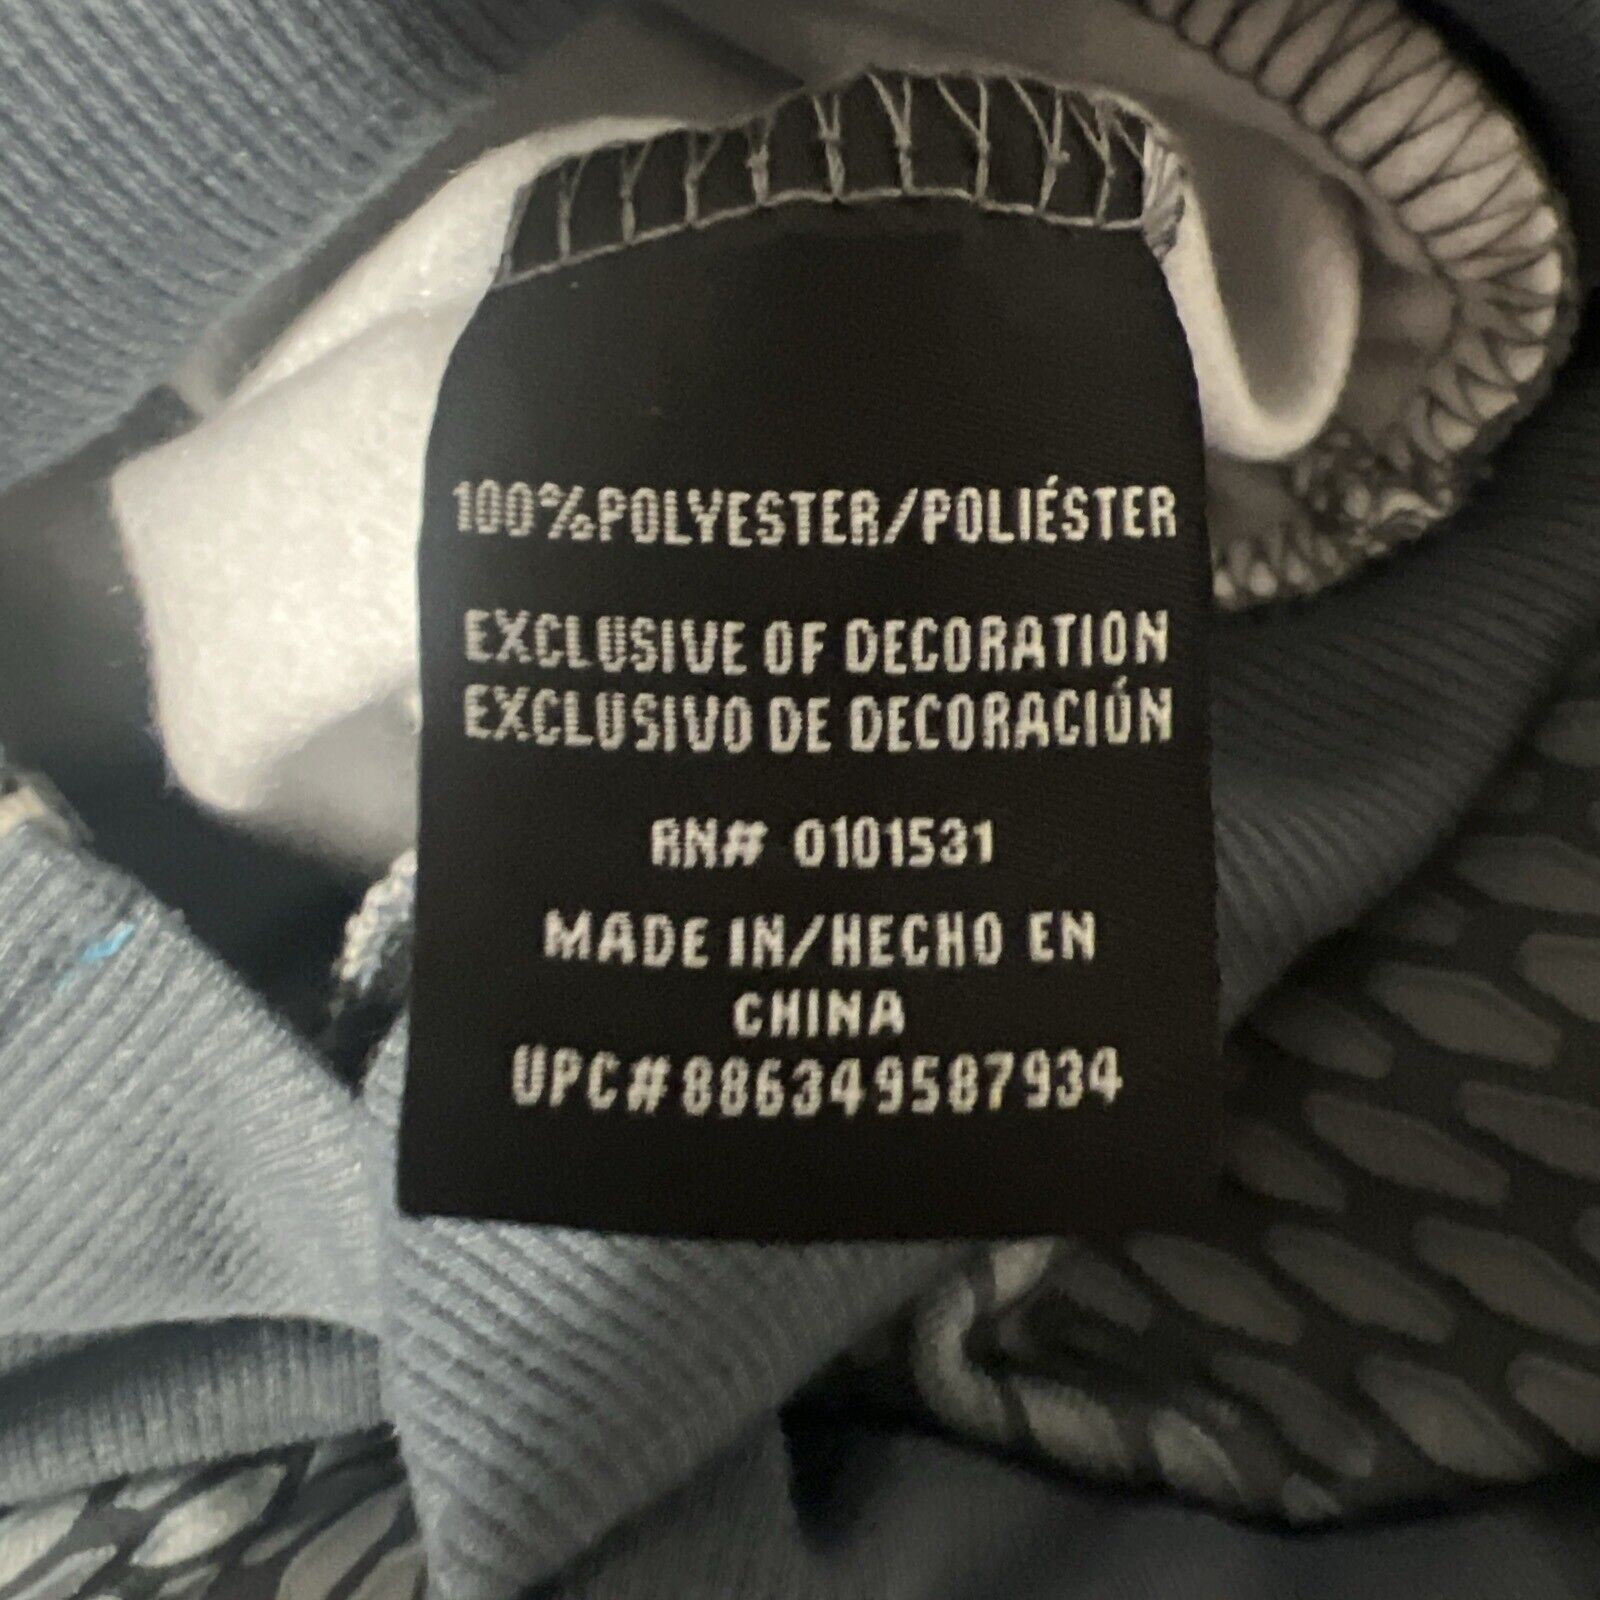 100%POLYESTER/POLIÉSTER
EXCLUSIVE OF DECORATION
EXCLUSIVO DE DECORACIÓN
RN# 0101531
MADE IN/HECHO EN
CHINA
UPC#886349587934